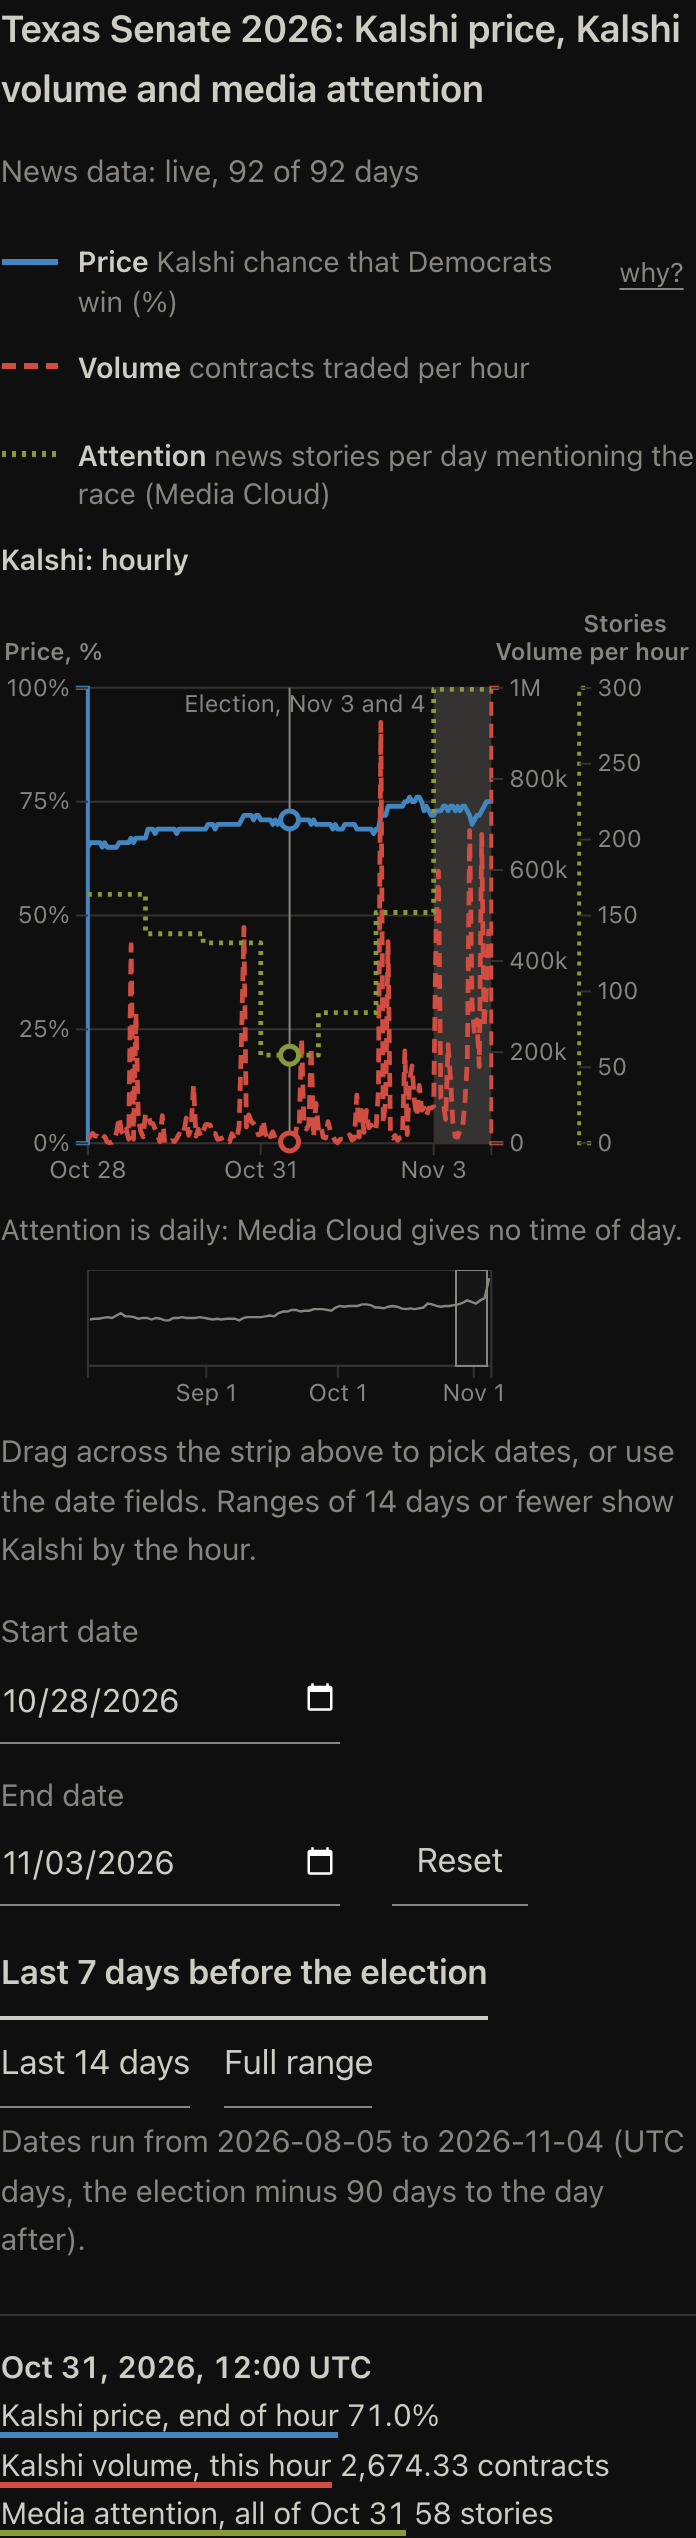 Texas Senate 2026: Kalshi price, Kalshi
volume and media attention
News data: live, 92 of 92 days
Price Kalshi chance that Democrats
win (%)
why?
Volume contracts traded per hour
Attention news stories per day mentioning the
race (Media Cloud)
Kalshi: hourly
Stories
Price, %
Volume per hour
100%
75%
50%
25%
0%
Election, Nov 3 and 4
1M
800k
600k
400k
200k
0
300
250
200
150
100
50
0
Oct 28
Oct 31
Nov 3
Attention is daily: Media Cloud gives no time of day.
Sep 1
Oct 1
Nov 1
Drag across the strip above to pick dates, or use
the date fields. Ranges of 14 days or fewer show
Kalshi by the hour.
Start date
10/28/2026
End date
11/03/2026
Reset
Last 7 days before the election
Last 14 days
Full range
Dates run from 2026-08-05 to 2026-11-04 (UTC
days, the election minus 90 days to the day
after).
Oct 31, 2026, 12:00 UTC
Kalshi price, end of hour 71.0%
Kalshi volume, this hour 2,674.33 contracts
Media attention, all of Oct 31 58 stories